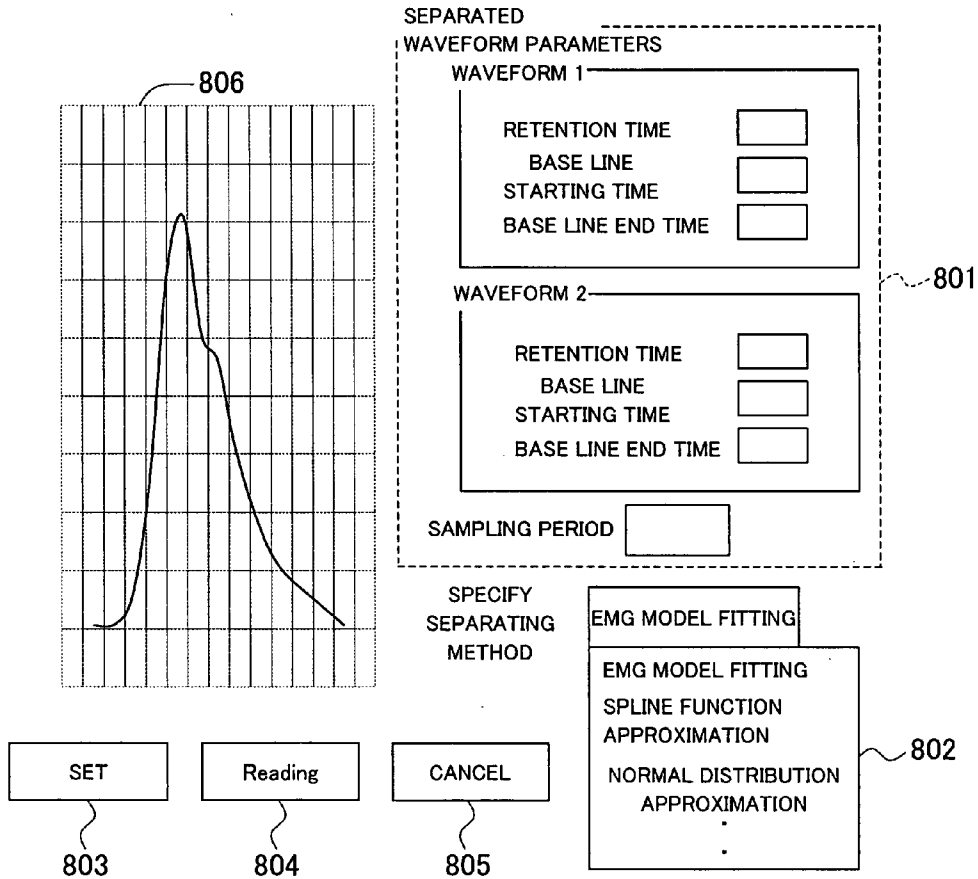 806
SEPARATED
WAVEFORM PARAMETERS
WAVEFORM 1
RETENTION TIME
BASE LINE
STARTING TIME
BASE LINE END TIME
801
WAVEFORM 2
RETENTION TIME
BASE LINE
STARTING TIME
BASE LINE END TIME
SAMPLING PERIOD
SPECIFY
SEPARATING
METHOD
EMG MODEL FITTING
EMG MODEL FITTING
SPLINE FUNCTION
APPROXIMATION
NORMAL DISTRIBUTION
APPROXIMATION
802
SET
Reading
CANCEL
803
804
805